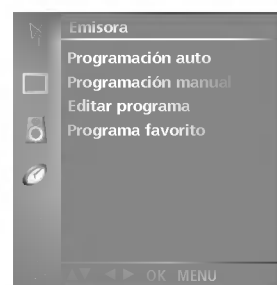 Emisora
Programación auto
Programación manual
Editar programa
Programa favorito
OK MENU